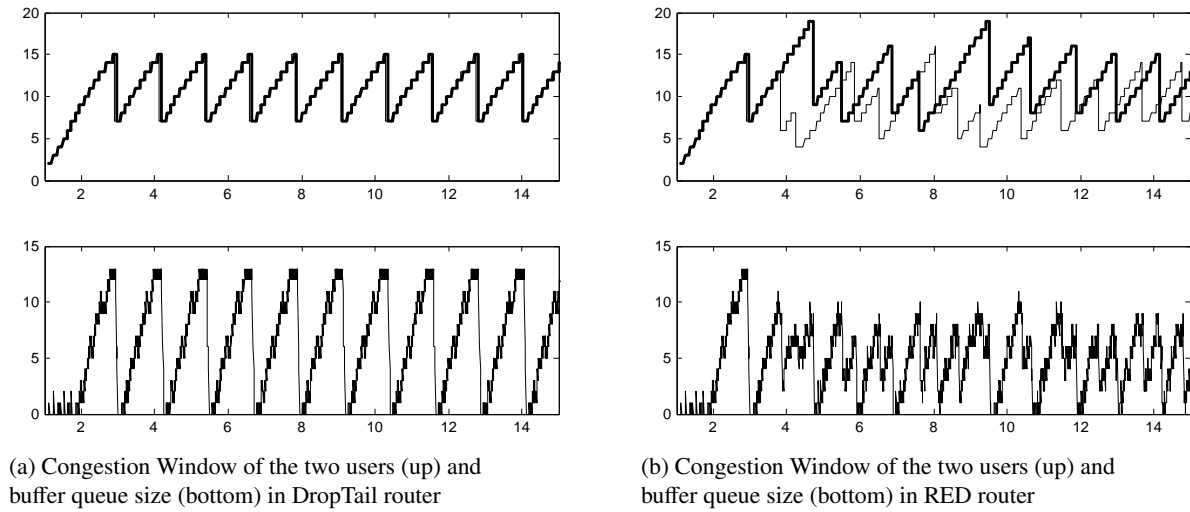 20
15
10
5
0
2 4 6 8 10 12 14
15
10
5
0
2 4 6 8 10 12 14
(a) Congestion Window of the two users (up) and
buffer queue size (bottom) in DropTail router
20
15
10
5
0
2 4 6 8 10 12 14
15
10
5
0
2 4 6 8 10 12 14
(b) Congestion Window of the two users (up) and
buffer queue size (bottom) in RED router